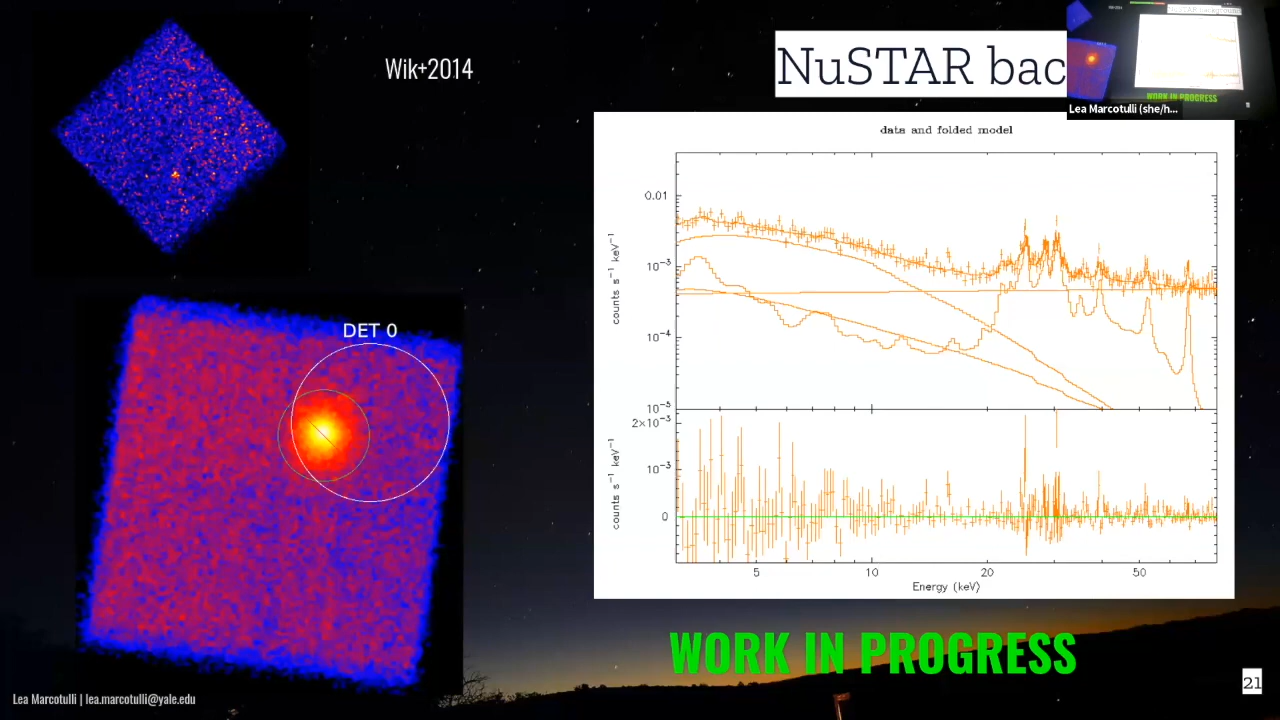 Wik+2014
NuSTAR bac
WORK IN PROGRESS
Lea Marcotulli (she/h...
data and folded model
0.01
10⁻³
10⁻⁴
10⁻⁵
counts s⁻¹ keV⁻¹
2×10⁻³
10⁻³
0
counts s⁻¹ keV⁻¹
5 10 20 50
Energy (keV)
DET 0
WORK IN PROGRESS
Lea Marcotulli | lea.marcotulli@yale.edu
21